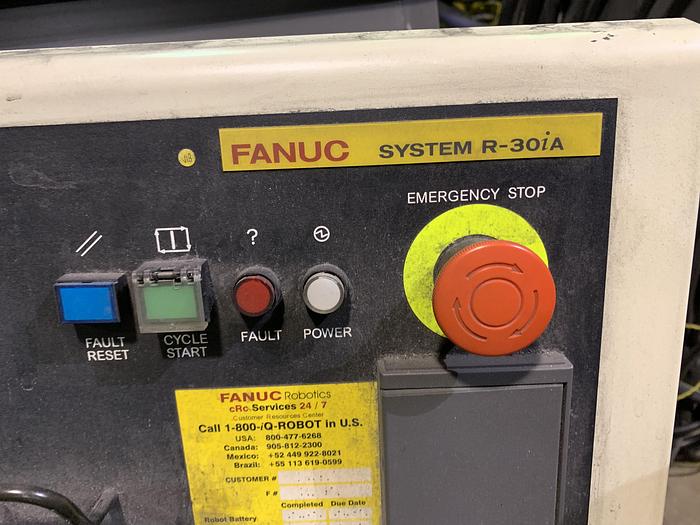 FANUC SYSTEM R-30iA
EMERGENCY STOP
?
FAULT RESET
CYCLE START
FAULT
POWER
FANUC Robotics
cRc Services 24 / 7
Customer Resources Center
Call 1-800-iQ-ROBOT in U.S.
USA: 800-477-6268
Canada: 905-812-2300
Mexico: +52 449 922-8021
Brazil: +55 113 619-0599
CUSTOMER #
F #
Completed Due Date
Robot Battery